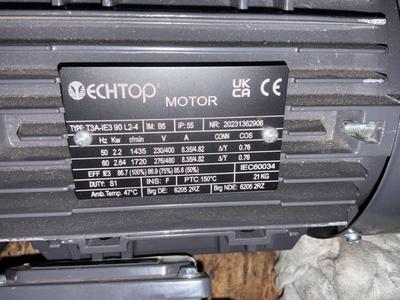 TECHTOP MOTOR UK CA CE
TYPE T3A-IE3 90 L2-4 IM: B5 IP: 55 NR: 20231362908
Hz Kw r/min V A CONN COS
50 2.2 1435 230/400 8.35/4.82 Δ/Y 0.76
60 2.64 1720 276/480 8.35/4.82 Δ/Y 0.76
EFF IE3 86.7 (100%) 86.9 (75%) 85.6 (50%) IEC60034
DUTY: S1 INS: F PTC 150°C 21 KG
Amb.Temp. 47°C Brg DE: 6205 2RZ Brg NDE: 6205 2RZ